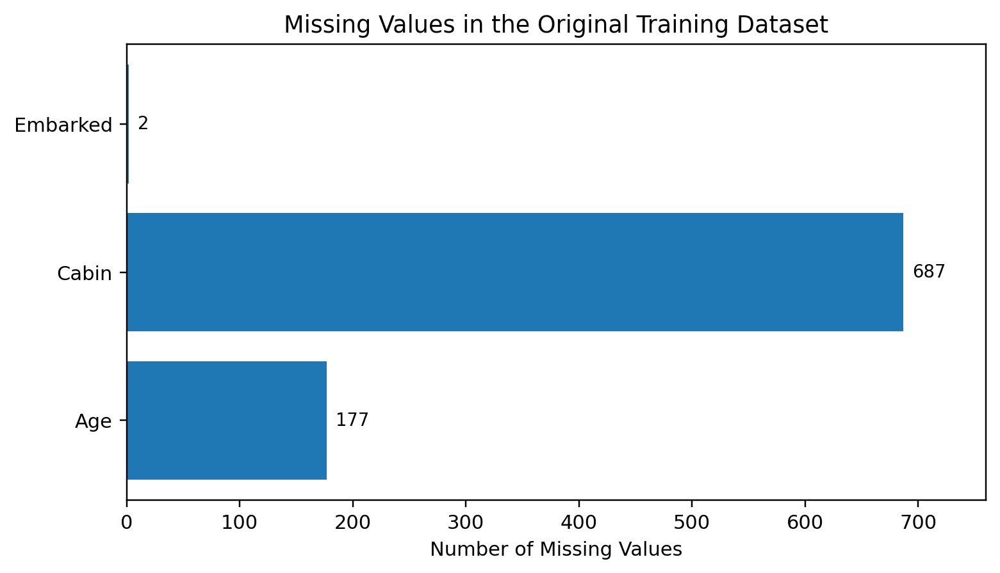 Missing Values in the Original Training Dataset
Embarked
2
Cabin
687
Age
177
0 100 200 300 400 500 600 700
Number of Missing Values